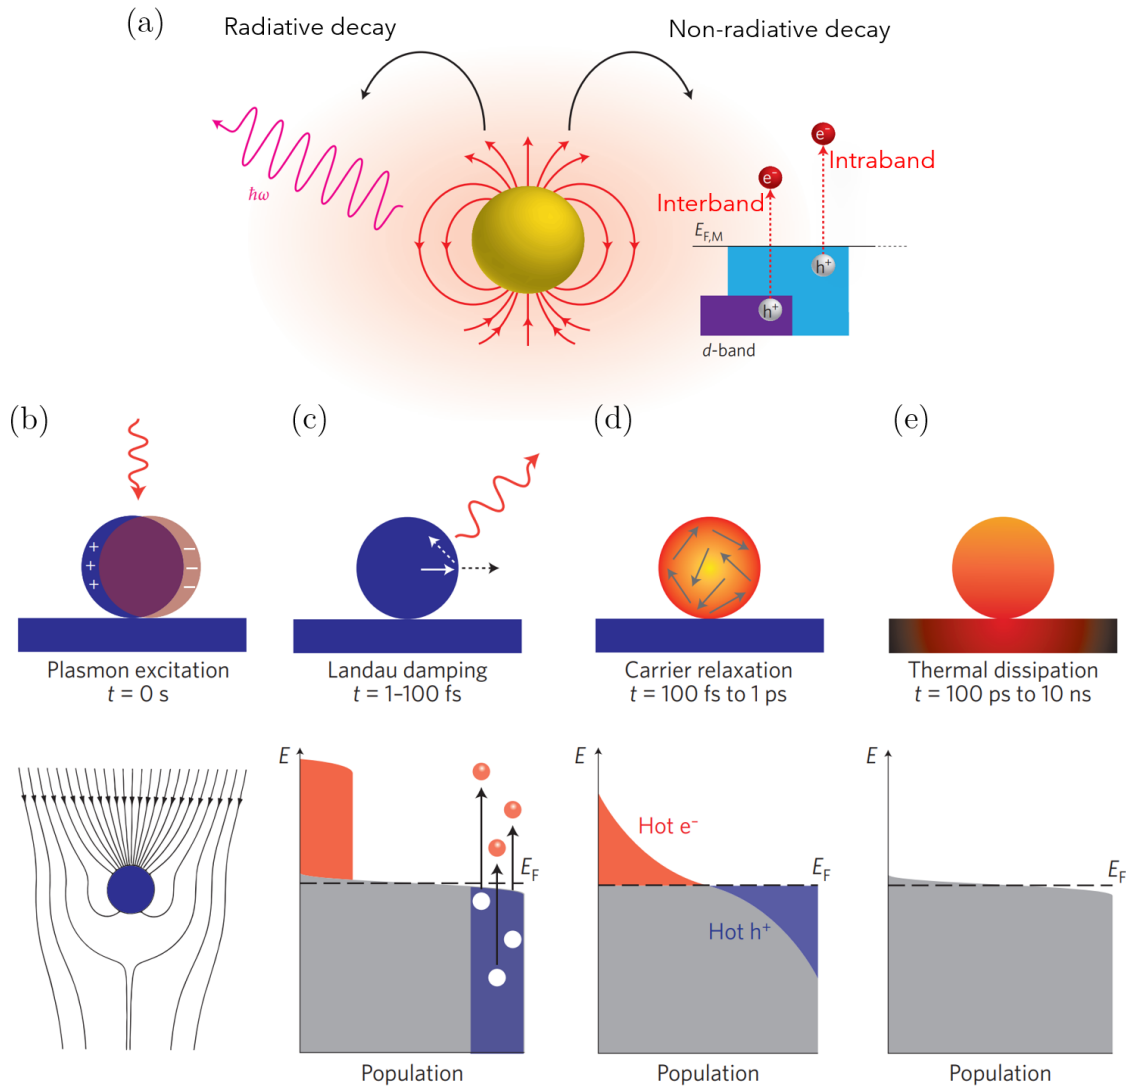 (a)
Radiative decay
Non-radiative decay
ħω
e⁻
e⁻
Intraband
Interband
E_F,M
h⁺
h⁺
d-band
(b)
(c)
(d)
(e)
+ −
+ −
+ −
Plasmon excitation
t = 0 s
Landau damping
t = 1–100 fs
Carrier relaxation
t = 100 fs to 1 ps
Thermal dissipation
t = 100 ps to 10 ns
E
E_F
Population
E
Hot e⁻
E_F
Hot h⁺
Population
E
E_F
Population